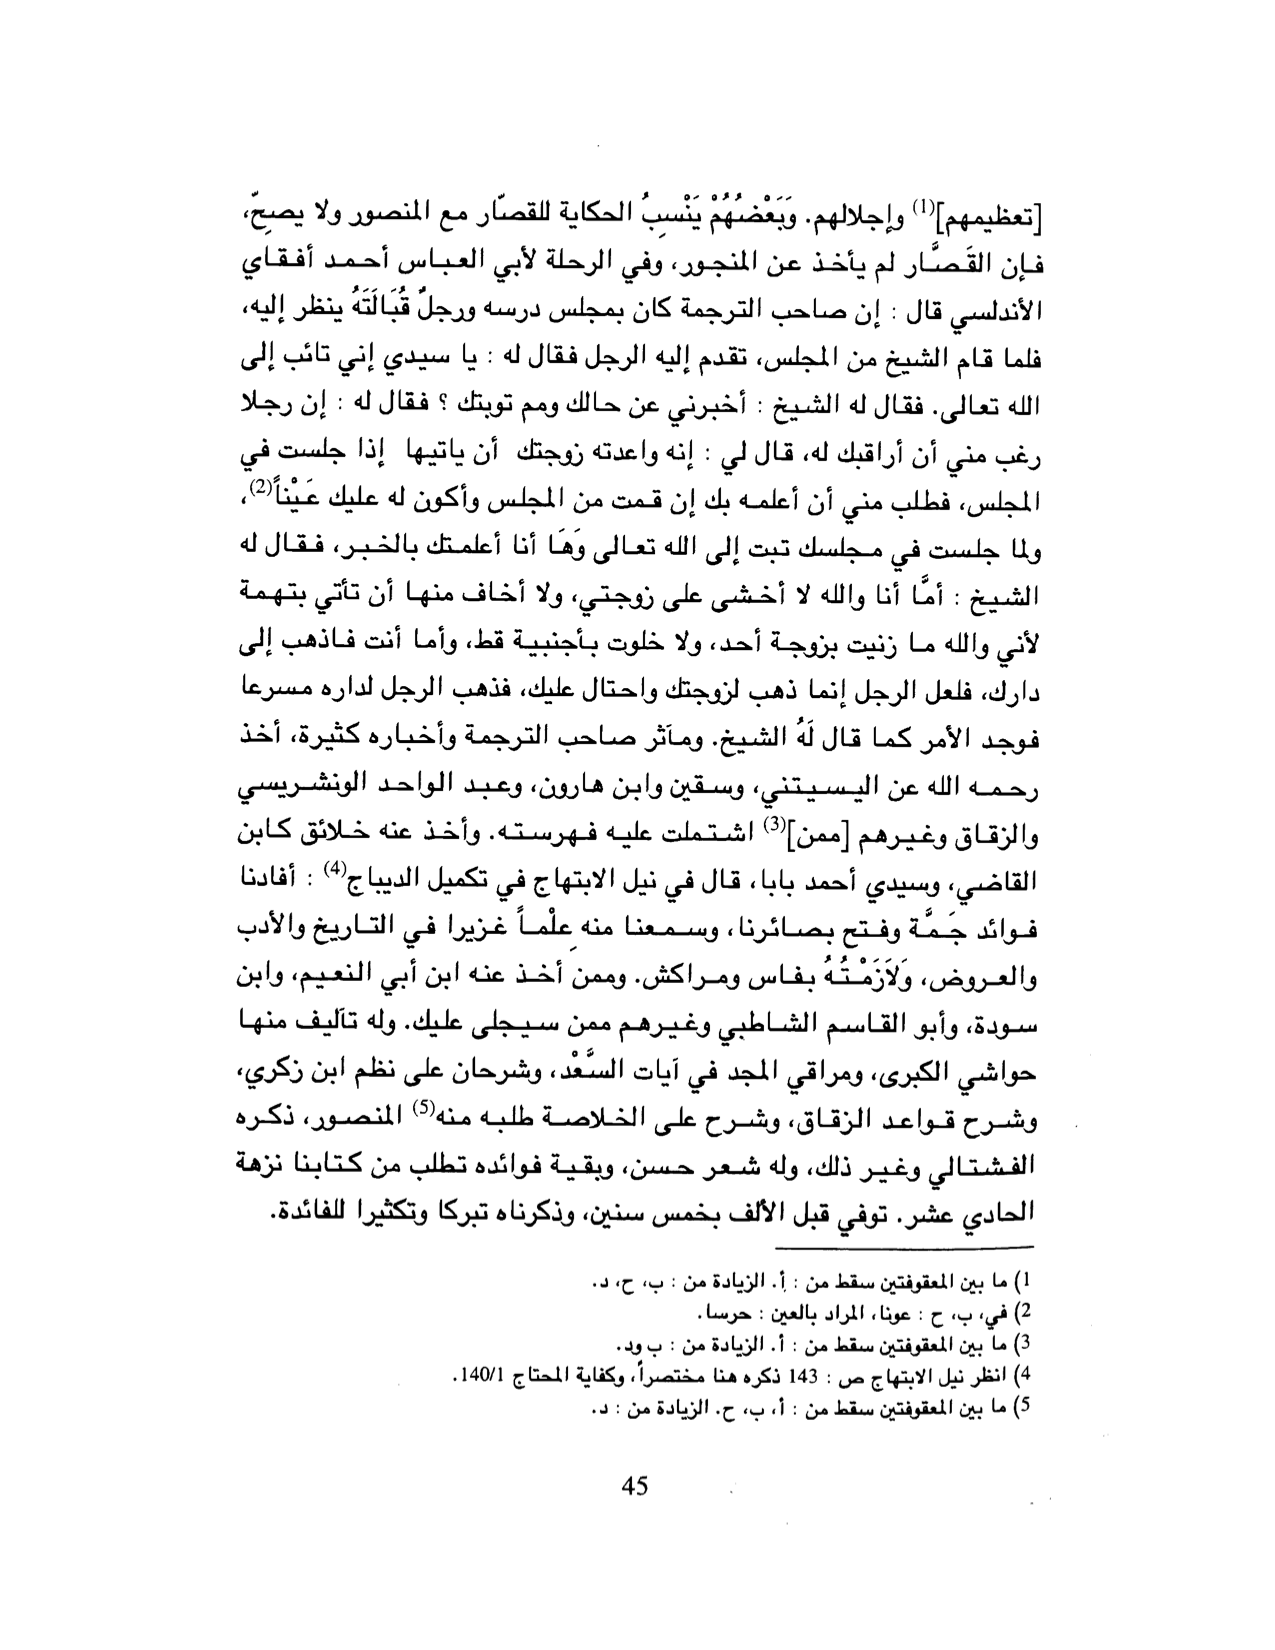 [تعظيمهم](1) وإجلالهم. وَبَعْضُهُمْ يَنْسِبُ الحكاية للقصّار مع المنصور ولا يصحّ،
فإن القَصَّار لم يأخذ عن المنجور، وفي الرحلة لأبي العباس أحمد أفقاي
الأندلسي قال : إن صاحب الترجمة كان بمجلس درسه ورجلٌ قُبَالَتَهُ ينظر إليه،
فلما قام الشيخ من المجلس، تقدم إليه الرجل فقال له : يا سيدي إني تائب إلى
الله تعالى. فقال له الشيخ : أخبرني عن حالك ومم توبتك ؟ فقال له : إن رجلا
رغب مني أن أراقبك له، قال لي : إنه واعدته زوجتك أن ياتيها إذا جلست في
المجلس، فطلب مني أن أعلمه بك إن قمت من المجلس وأكون له عليك عَيْناً(2)،
ولما جلست في مجلسك تبت إلى الله تعالى وَهَا أنا أعلمتك بالخبر، فقال له
الشيخ : أمَّا أنا والله لا أخشى على زوجتي، ولا أخاف منها أن تأتي بتهمة
لأني والله ما زنيت بزوجة أحد، ولا خلوت بأجنبية قط، وأما أنت فاذهب إلى
دارك، فلعل الرجل إنما ذهب لزوجتك واحتال عليك، فذهب الرجل لداره مسرعا
فوجد الأمر كما قال لَهُ الشيخ. ومآثر صاحب الترجمة وأخباره كثيرة، أخذ
رحمه الله عن اليسيتني، وسقين وابن هارون، وعبد الواحد الونشريسي
والزقاق وغيرهم [ممن](3) اشتملت عليه فهرسته. وأخذ عنه خلائق كابن
القاضي، وسيدي أحمد بابا، قال في نيل الابتهاج في تكميل الديباج(4) : أفادنا
فوائد جَمَّة وفتح بصائرنا، وسمعنا منه عِلْماً غزيرا في التاريخ والأدب
والعروض، وَلَازَمْتُهُ بفاس ومراكش. وممن أخذ عنه ابن أبي النعيم، وابن
سودة، وأبو القاسم الشاطبي وغيرهم ممن سيجلى عليك. وله تآليف منها
حواشي الكبرى، ومراقي المجد في آيات السَّعْد، وشرحان على نظم ابن زكري،
وشرح قواعد الزقاق، وشرح على الخلاصة طلبه منه(5) المنصور، ذكره
الفشتالي وغير ذلك، وله شعر حسن، وبقية فوائده تطلب من كتابنا نزهة
الحادي عشر. توفي قبل الألف بخمس سنين، وذكرناه تبركا وتكثيرا للفائدة.
1) ما بين المعقوفتين سقط من : أ. الزيادة من : ب، ح، د.
2) في، ب، ح : عونا، المراد بالعين : حرسا.
3) ما بين المعقوفتين سقط من : أ. الزيادة من : ب ود.
4) انظر نيل الابتهاج ص : 143 ذكره هنا مختصراً، وكفاية المحتاج 140/1.
5) ما بين المعقوفتين سقط من : أ، ب، ح. الزيادة من : د.
45